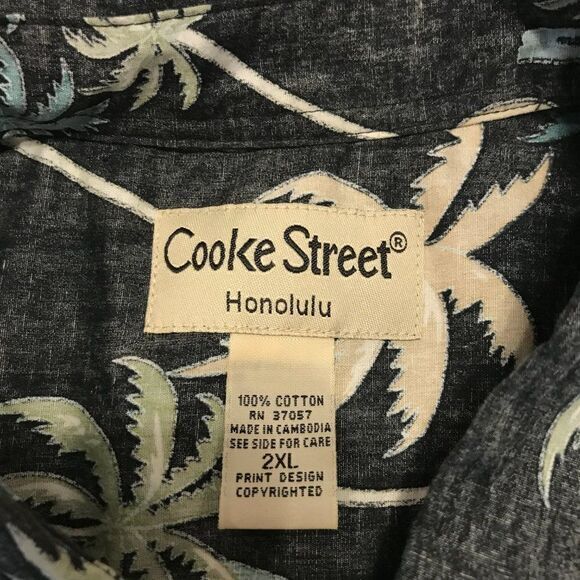 Cooke Street®
Honolulu
100% COTTON
RN 37057
MADE IN CAMBODIA
SEE SIDE FOR CARE
2XL
PRINT DESIGN
COPYRIGHTED